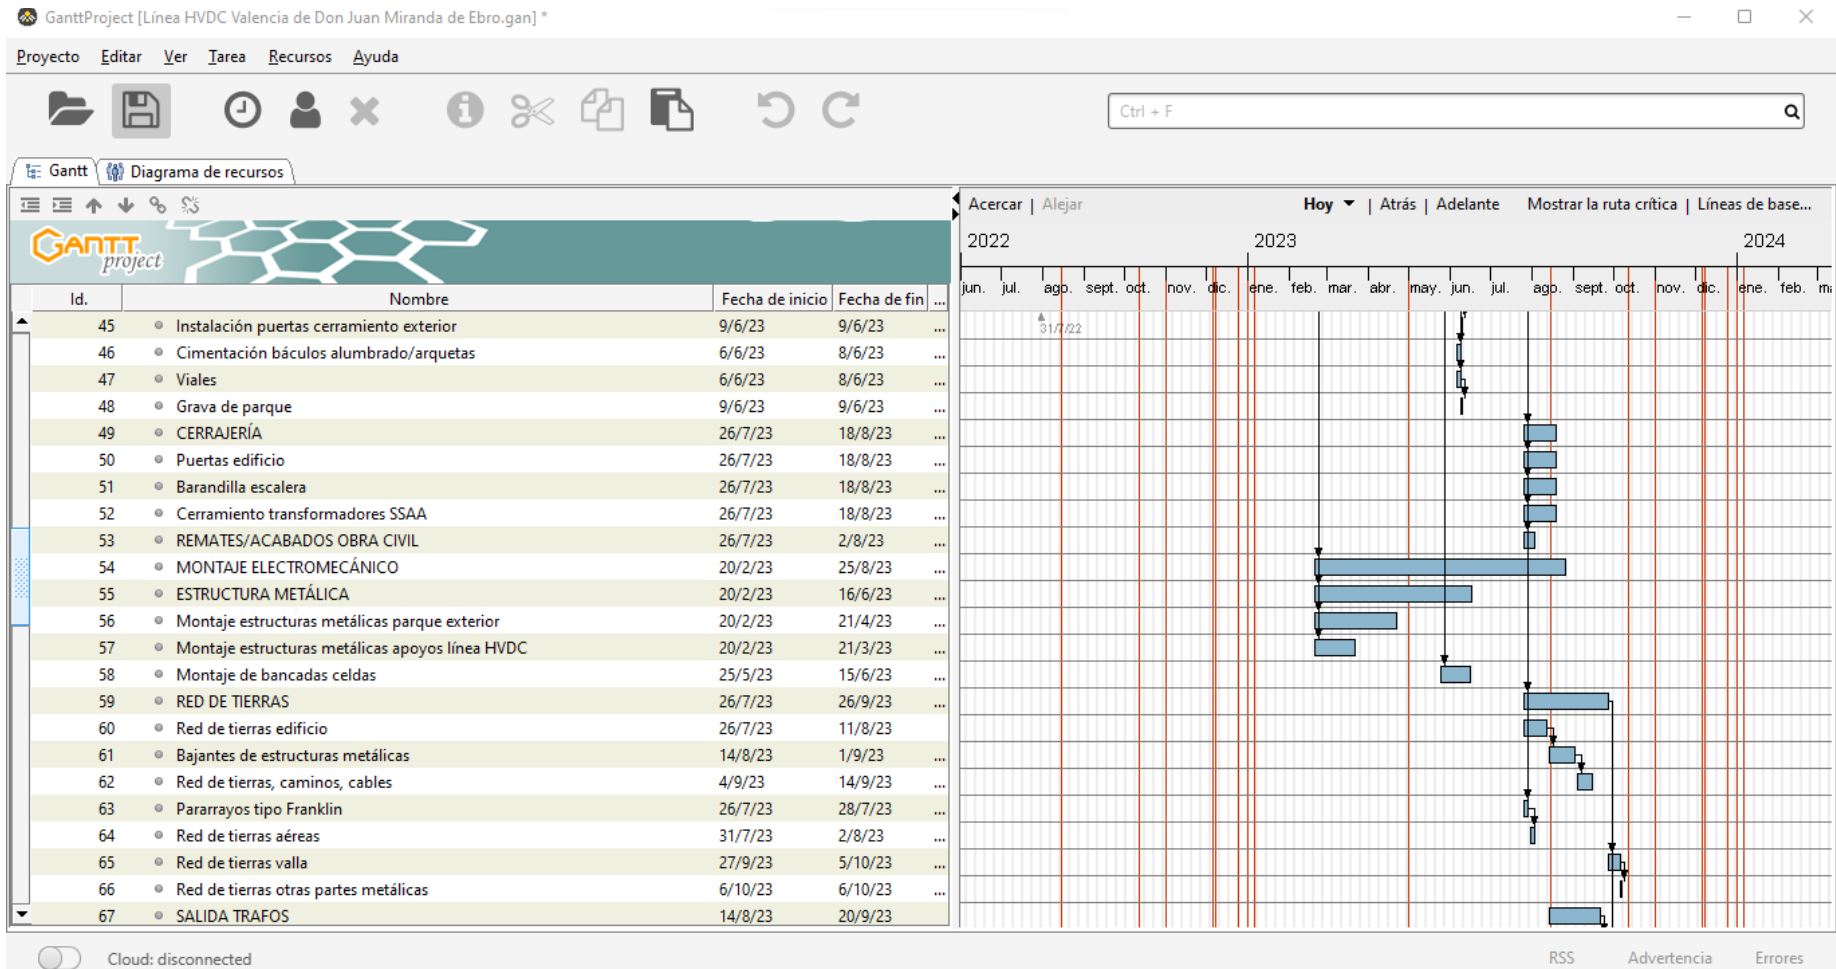 GanttProject [Línea HVDC Valencia de Don Juan Miranda de Ebro.gan] *
Proyecto Editar Ver Tarea Recursos Ayuda
Ctrl + F
Gantt Diagrama de recursos
Acercar | Alejar Hoy | Atrás | Adelante Mostrar la ruta crítica | Líneas de base...
GANTT project
2022 2023 2024
Id. Nombre Fecha de inicio Fecha de fin ...
jun. jul. ago. sept. oct. nov. dic. ene. feb. mar. abr. may. jun. jul. ago. sept. oct. nov. dic. ene. feb.
45 Instalación puertas cerramiento exterior 9/6/23 9/6/23 ...
31/7/22
46 Cimentación báculos alumbrado/arquetas 6/6/23 8/6/23 ...
47 Viales 6/6/23 8/6/23 ...
48 Grava de parque 9/6/23 9/6/23 ...
49 CERRAJERÍA 26/7/23 18/8/23 ...
50 Puertas edificio 26/7/23 18/8/23 ...
51 Barandilla escalera 26/7/23 18/8/23 ...
52 Cerramiento transformadores SSAA 26/7/23 18/8/23 ...
53 REMATES/ACABADOS OBRA CIVIL 26/7/23 2/8/23 ...
54 MONTAJE ELECTROMECÁNICO 20/2/23 25/8/23 ...
55 ESTRUCTURA METÁLICA 20/2/23 16/6/23 ...
56 Montaje estructuras metálicas parque exterior 20/2/23 21/4/23 ...
57 Montaje estructuras metálicas apoyos línea HVDC 20/2/23 21/3/23 ...
58 Montaje de bancadas celdas 25/5/23 15/6/23 ...
59 RED DE TIERRAS 26/7/23 26/9/23 ...
60 Red de tierras edificio 26/7/23 11/8/23 ...
61 Bajantes de estructuras metálicas 14/8/23 1/9/23 ...
62 Red de tierras, caminos, cables 4/9/23 14/9/23 ...
63 Pararrayos tipo Franklin 26/7/23 28/7/23 ...
64 Red de tierras aéreas 31/7/23 2/8/23 ...
65 Red de tierras valla 27/9/23 5/10/23 ...
66 Red de tierras otras partes metálicas 6/10/23 6/10/23 ...
67 SALIDA TRAFOS 14/8/23 20/9/23 ...
Cloud: disconnected RSS Advertencia Errores